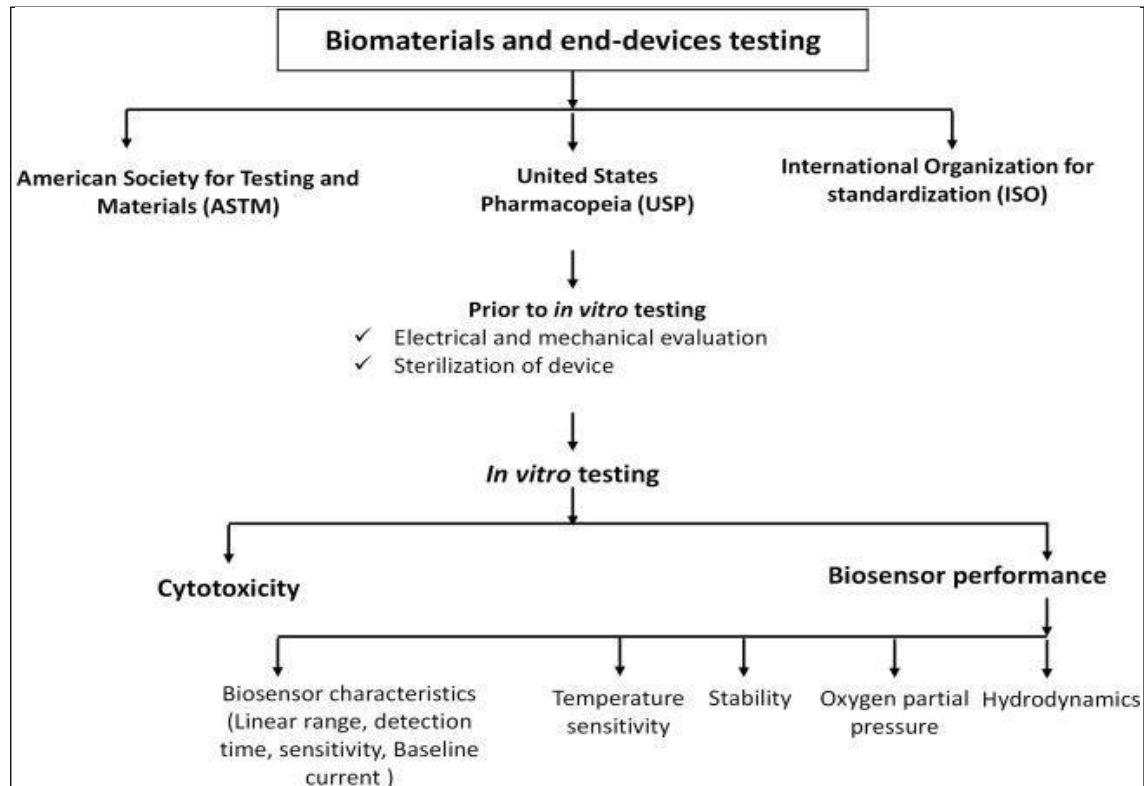 Biomaterials and end-devices testing
American Society for Testing and
Materials (ASTM)
United States
Pharmacopeia (USP)
International Organization for
standardization (ISO)
Prior to in vitro testing
✓ Electrical and mechanical evaluation
✓ Sterilization of device
In vitro testing
Cytotoxicity
Biosensor performance
Biosensor characteristics
(Linear range, detection
time, sensitivity, Baseline
current )
Temperature
sensitivity
Stability
Oxygen partial
pressure
Hydrodynamics